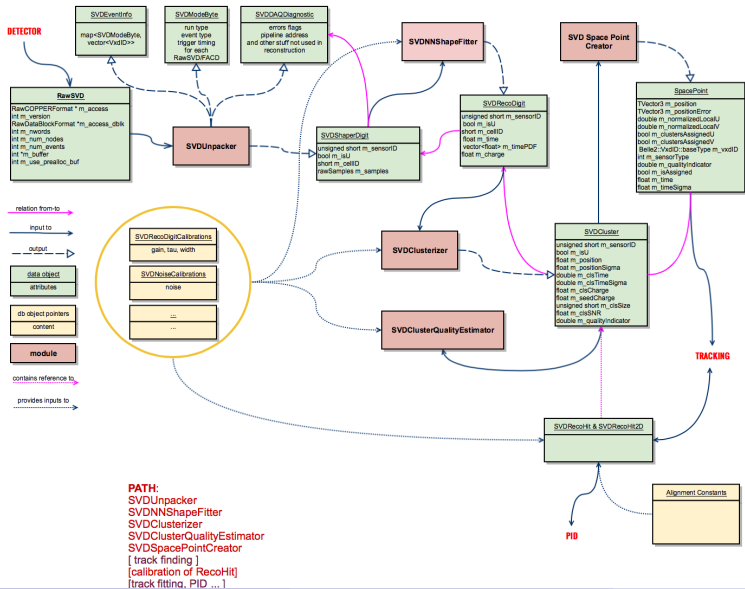 DETECTOR
SVDEventInfo
map<SVDModeByte,
vector<VxdID>>
SVDModeByte
run type
event type
trigger timing
for each
RawSVD/FACD
SVDDAQDiagnostic
errors flags
pipeline address
and other stuff not used in
reconstruction
SVDNNShapeFitter
SVD Space Point
Creator
RawSVD
RawCOPPERFormat * m_access
int m_version
RawDataBlockFormat *m_access_dblk
int m_nwords
int m_num_nodes
int m_num_events
int *m_buffer
int m_use_prealloc_buf
SVDUnpacker
SVDShaperDigit
unsigned short m_sensorID
bool m_isU
short m_cellID
rawSamples m_samples
SVDRecoDigit
unsigned short m_sensorID
bool m_isU
short m_cellID
float m_time
vector<float> m_timePDF
float m_charge
SpacePoint
TVector3 m_position
TVector3 m_positionError
double m_normalizedLocalU
double m_normalizedLocalV
bool m_clustersAssignedU
bool m_clustersAssignedV
Belle2::VxdID::baseType m_vxdID
int m_sensorType
double m_qualityIndicator
bool m_isAssigned
float m_time
float m_timeSigma
relation from-to
input to
output
data object
attributes
db object pointers
content
module
contains reference to
provides inputs to
SVDRecoDigitCalibrations
gain, tau, width
SVDNoiseCalibrations
noise
...
...
SVDClusterizer
SVDClusterQualityEstimator
SVDCluster
unsigned short m_sensorID
bool m_isU
float m_position
float m_positionSigma
double m_clsTime
double m_clsTimeSigma
float m_clsCharge
float m_seedCharge
unsigned short m_clsSize
float m_clsSNR
double m_qualityIndicator
TRACKING
SVDRecoHit & SVDRecoHit2D
Alignment Constants
PID
PATH:
SVDUnpacker
SVDNNShapeFitter
SVDClusterizer
SVDClusterQualityEstimator
SVDSpacePointCreator
[ track finding ]
[calibration of RecoHit]
[track fitting, PID ... ]